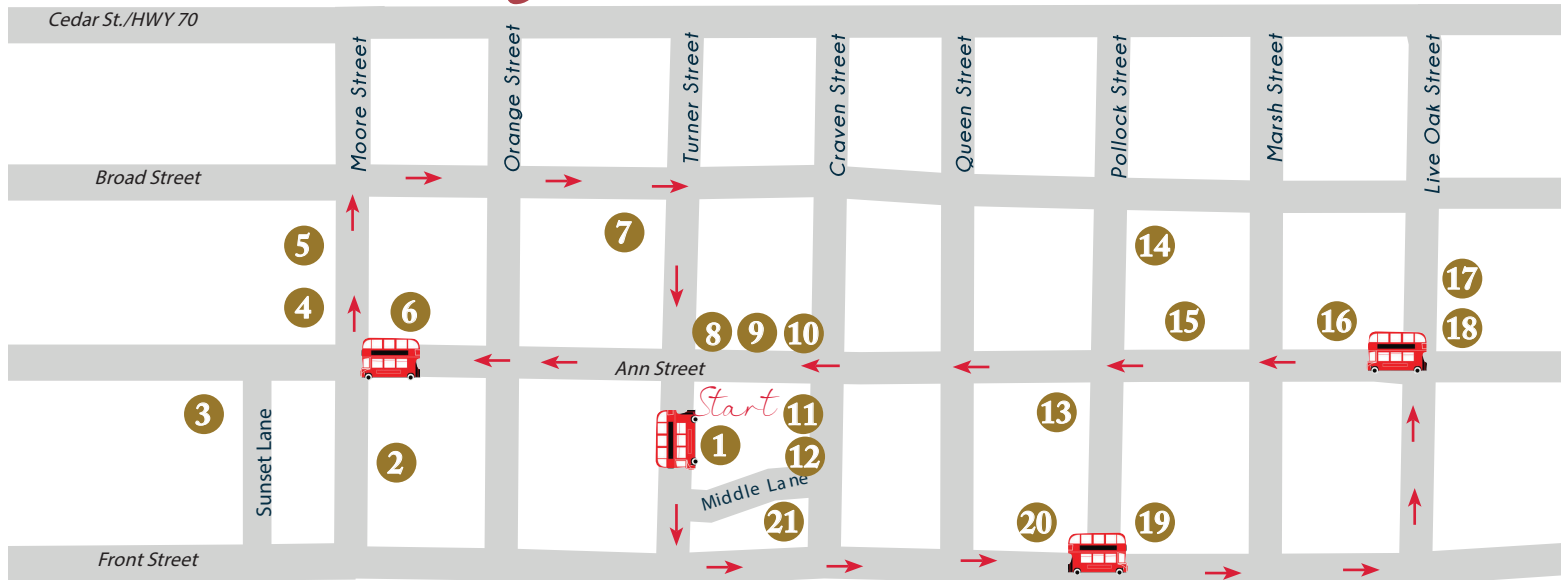 Cedar St./HWY 70
Moore Street
Orange Street
Turner Street
Craven Street
Queen Street
Pollock Street
Marsh Street
Live Oak Street
Broad Street
5
7
14
17
4
6
8
9
10
15
16
18
Ann Street
3
Sunset Lane
2
Start
1
11
12
13
Middle Lane
21
20
19
Front Street